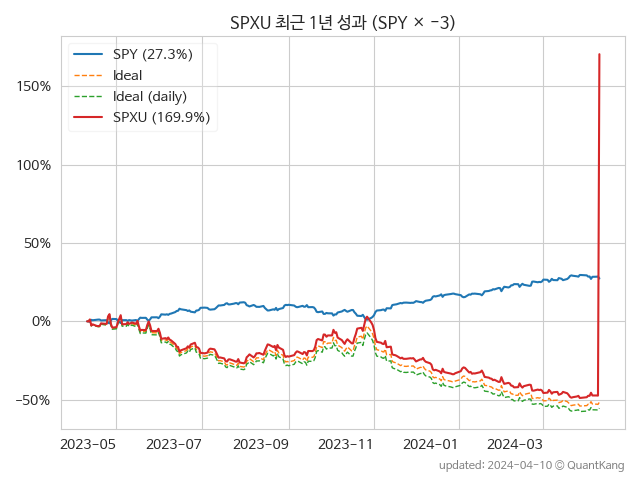 SPXU 최근 1년 성과 (SPY × -3)
SPY (27.3%)
Ideal
Ideal (daily)
SPXU (169.9%)
150%
100%
50%
0%
−50%
2023-05 2023-07 2023-09 2023-11 2024-01 2024-03
updated: 2024-04-10 © QuantKang